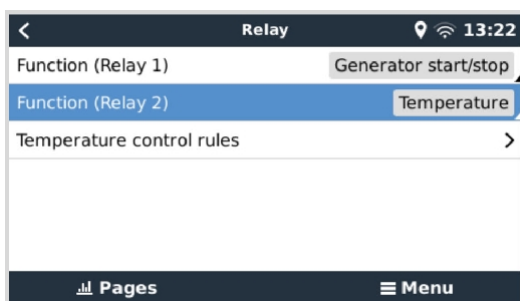 Relay 13:22
Function (Relay 1) Generator start/stop
Function (Relay 2) Temperature
Temperature control rules
Pages Menu